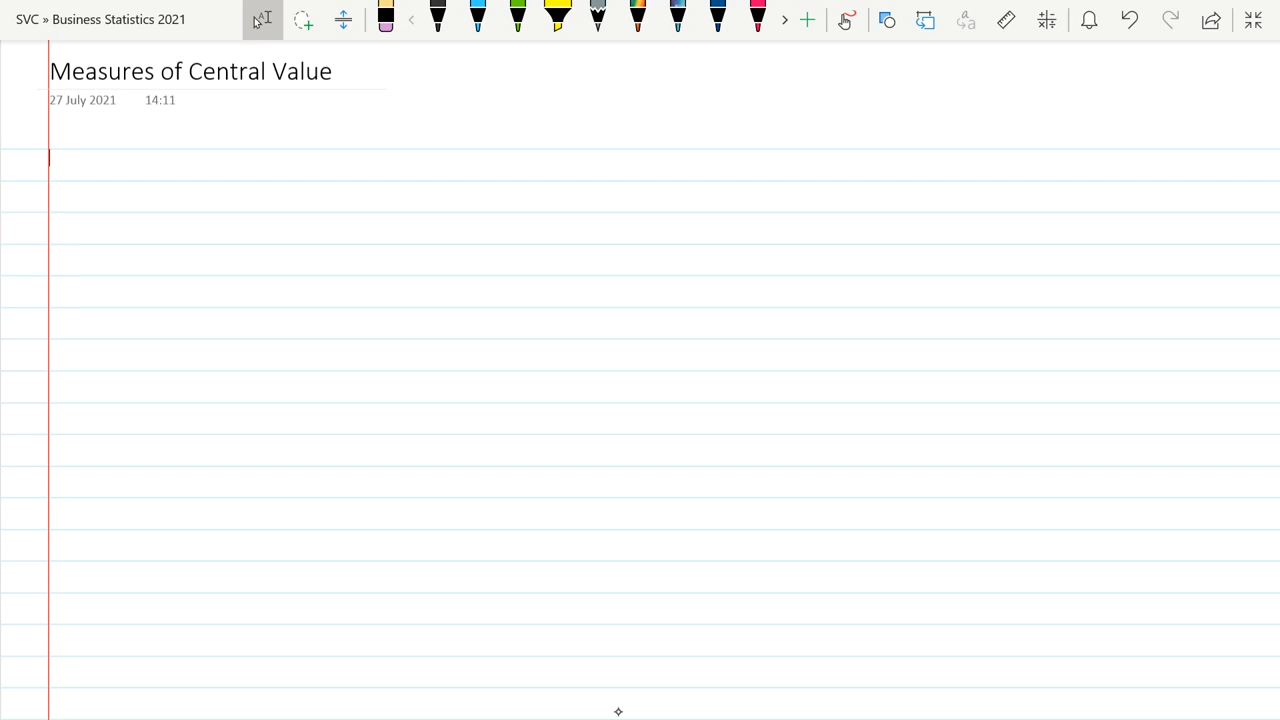 SVC » Business Statistics 2021
Measures of Central Value
27 July 2021 14:11